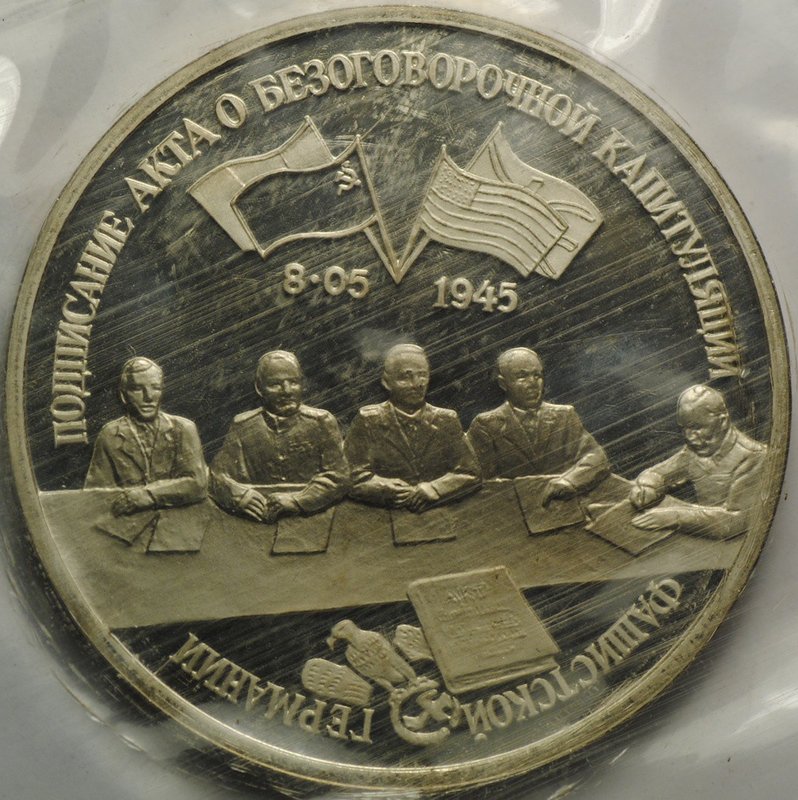 ПОДПИСАНИЕ АКТА О БЕЗОГОВОРОЧНОЙ КАПИТУЛЯЦИИ
8·05 1945
АКТ
ФАШИСТСКОЙ
ГЕРМАНИИ